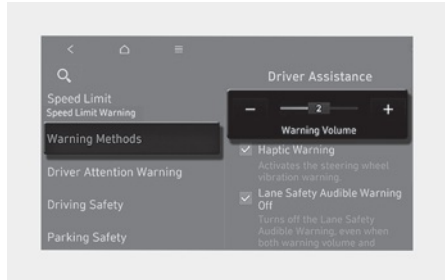 Speed Limit
Speed Limit Warning
Warning Methods
Driver Attention Warning
Driving Safety
Parking Safety
Driver Assistance
2
Warning Volume
Haptic Warning
Activates the steering wheel
vibration warning.
Lane Safety Audible Warning
Off
Turns off the Lane Safety
Audible Warning, even when
both warning volume and